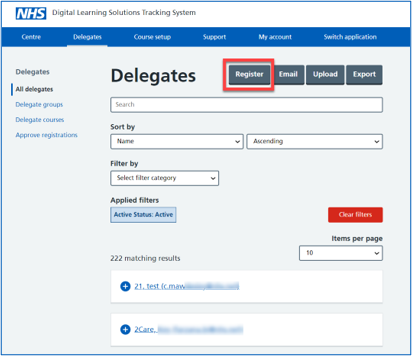 NHS Digital Learning Solutions Tracking System
Centre Delegates Course setup Support My account Switch application
Delegates
All delegates
Delegate groups
Delegate courses
Approve registrations
Delegates
Register Email Upload Export
Search
Sort by
Name Ascending
Filter by
Select filter category
Applied filters
Active Status: Active
Clear filters
Items per page
10
222 matching results
21, test (c.maw
2Care,